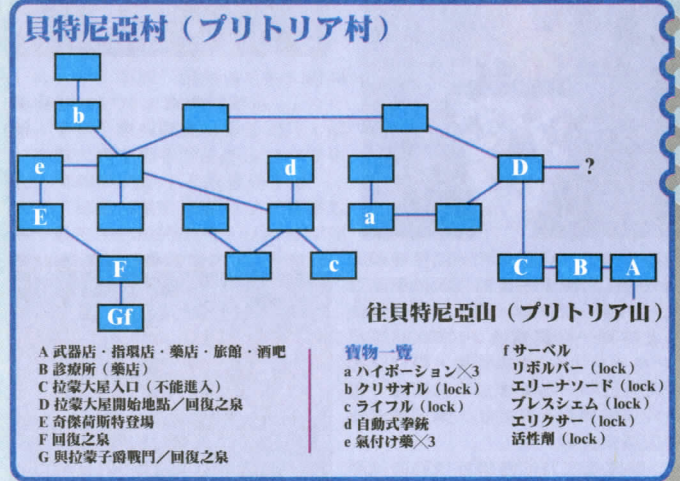 貝特尼亞村（プリトリア村）
b
e
d
D
?
E
a
F
c
C
B
A
Gf
往貝特尼亞山（プリトリア山）
A 武器店・指環店・藥店・旅館・酒吧
B 診療所（藥店）
C 拉蒙大屋入口（不能進入）
D 拉蒙大屋開始地點／回復之泉
E 奇傑荷斯特登場
F 回復之泉
G 與拉蒙子爵戰鬥／回復之泉
寶物一覽
a ハイポーション×3
b クリサオル（lock）
c ライフル（lock）
d 自動式拳銃
e 氣付け藥×3
f サーベル
リボルバー（lock）
エリーナソード（lock）
ブレスシェム（lock）
エリクサー（lock）
活性劑（lock）